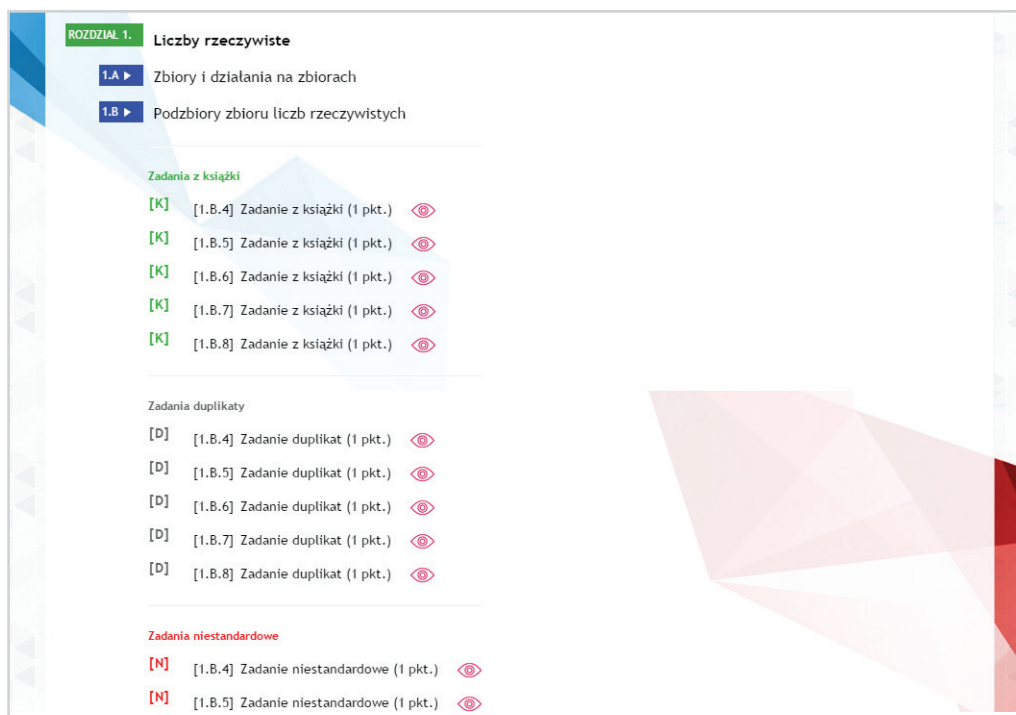 ROZDZIAŁ 1. Liczby rzeczywiste
1.A Zbiory i działania na zbiorach
1.B Podzbiory zbioru liczb rzeczywistych
Zadania z książki
[K] [1.B.4] Zadanie z książki (1 pkt.)
[K] [1.B.5] Zadanie z książki (1 pkt.)
[K] [1.B.6] Zadanie z książki (1 pkt.)
[K] [1.B.7] Zadanie z książki (1 pkt.)
[K] [1.B.8] Zadanie z książki (1 pkt.)
Zadania duplikaty
[D] [1.B.4] Zadanie duplikat (1 pkt.)
[D] [1.B.5] Zadanie duplikat (1 pkt.)
[D] [1.B.6] Zadanie duplikat (1 pkt.)
[D] [1.B.7] Zadanie duplikat (1 pkt.)
[D] [1.B.8] Zadanie duplikat (1 pkt.)
Zadania niestandardowe
[N] [1.B.4] Zadanie niestandardowe (1 pkt.)
[N] [1.B.5] Zadanie niestandardowe (1 pkt.)